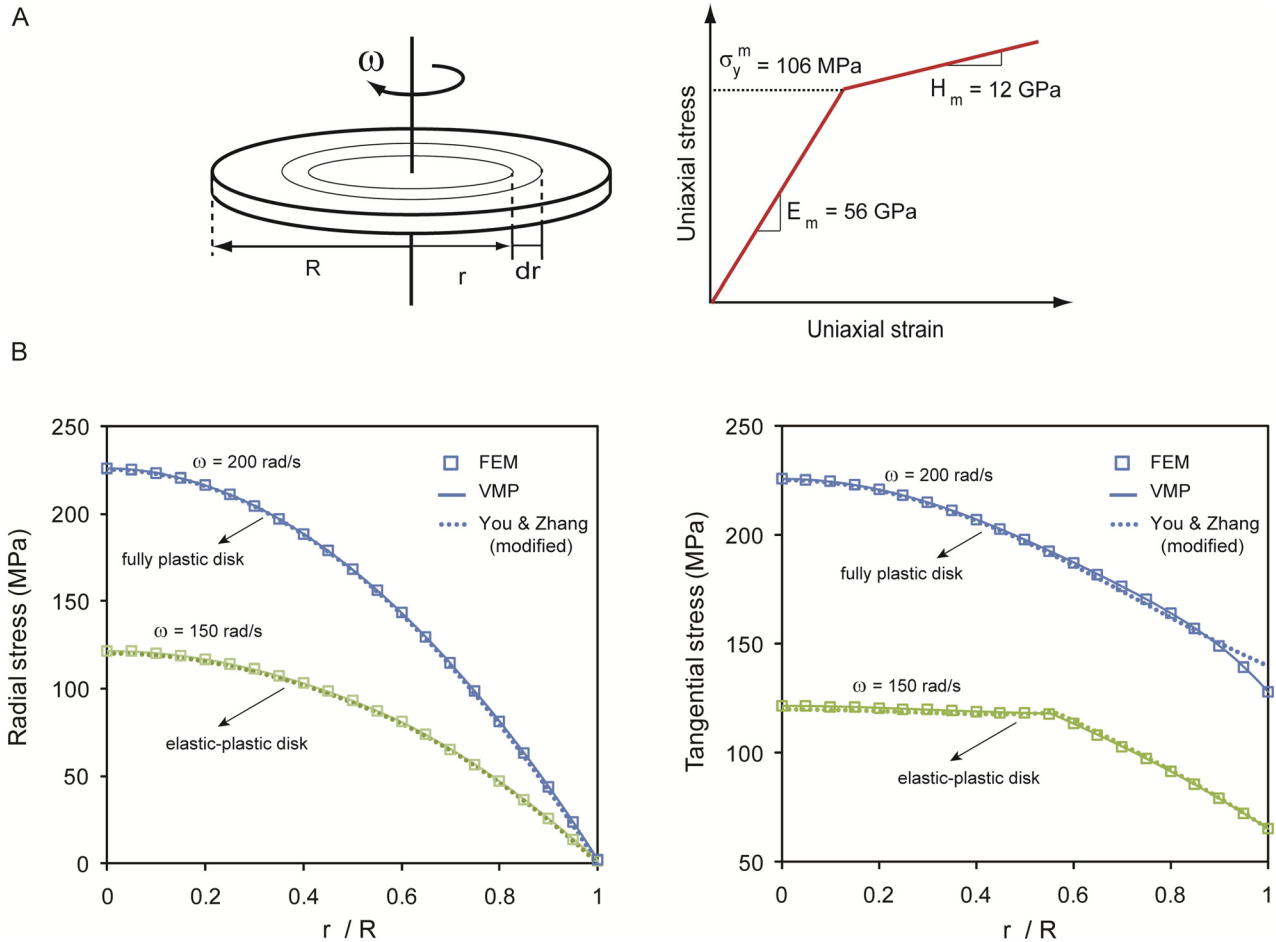 A
ω
R
r
dr
Uniaxial stress
σ_y^m = 106 MPa
H_m = 12 GPa
E_m = 56 GPa
Uniaxial strain
B
Radial stress (MPa)
250
200
150
100
50
0
ω = 200 rad/s
fully plastic disk
ω = 150 rad/s
elastic-plastic disk
FEM
VMP
You & Zhang
(modified)
0 0.2 0.4 0.6 0.8 1
r / R
Tangential stress (MPa)
250
200
150
100
50
ω = 200 rad/s
fully plastic disk
ω = 150 rad/s
elastic-plastic disk
FEM
VMP
You & Zhang
(modified)
0 0.2 0.4 0.6 0.8 1
r / R